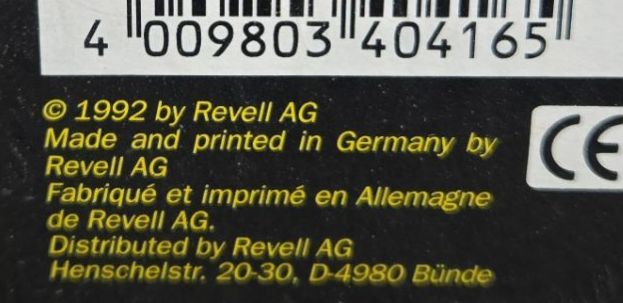 4 009803 404165
© 1992 by Revell AG
Made and printed in Germany by
Revell AG
Fabriqué et imprimé en Allemagne
de Revell AG.
Distributed by Revell AG
Henschelstr. 20-30, D-4980 Bünde
CE